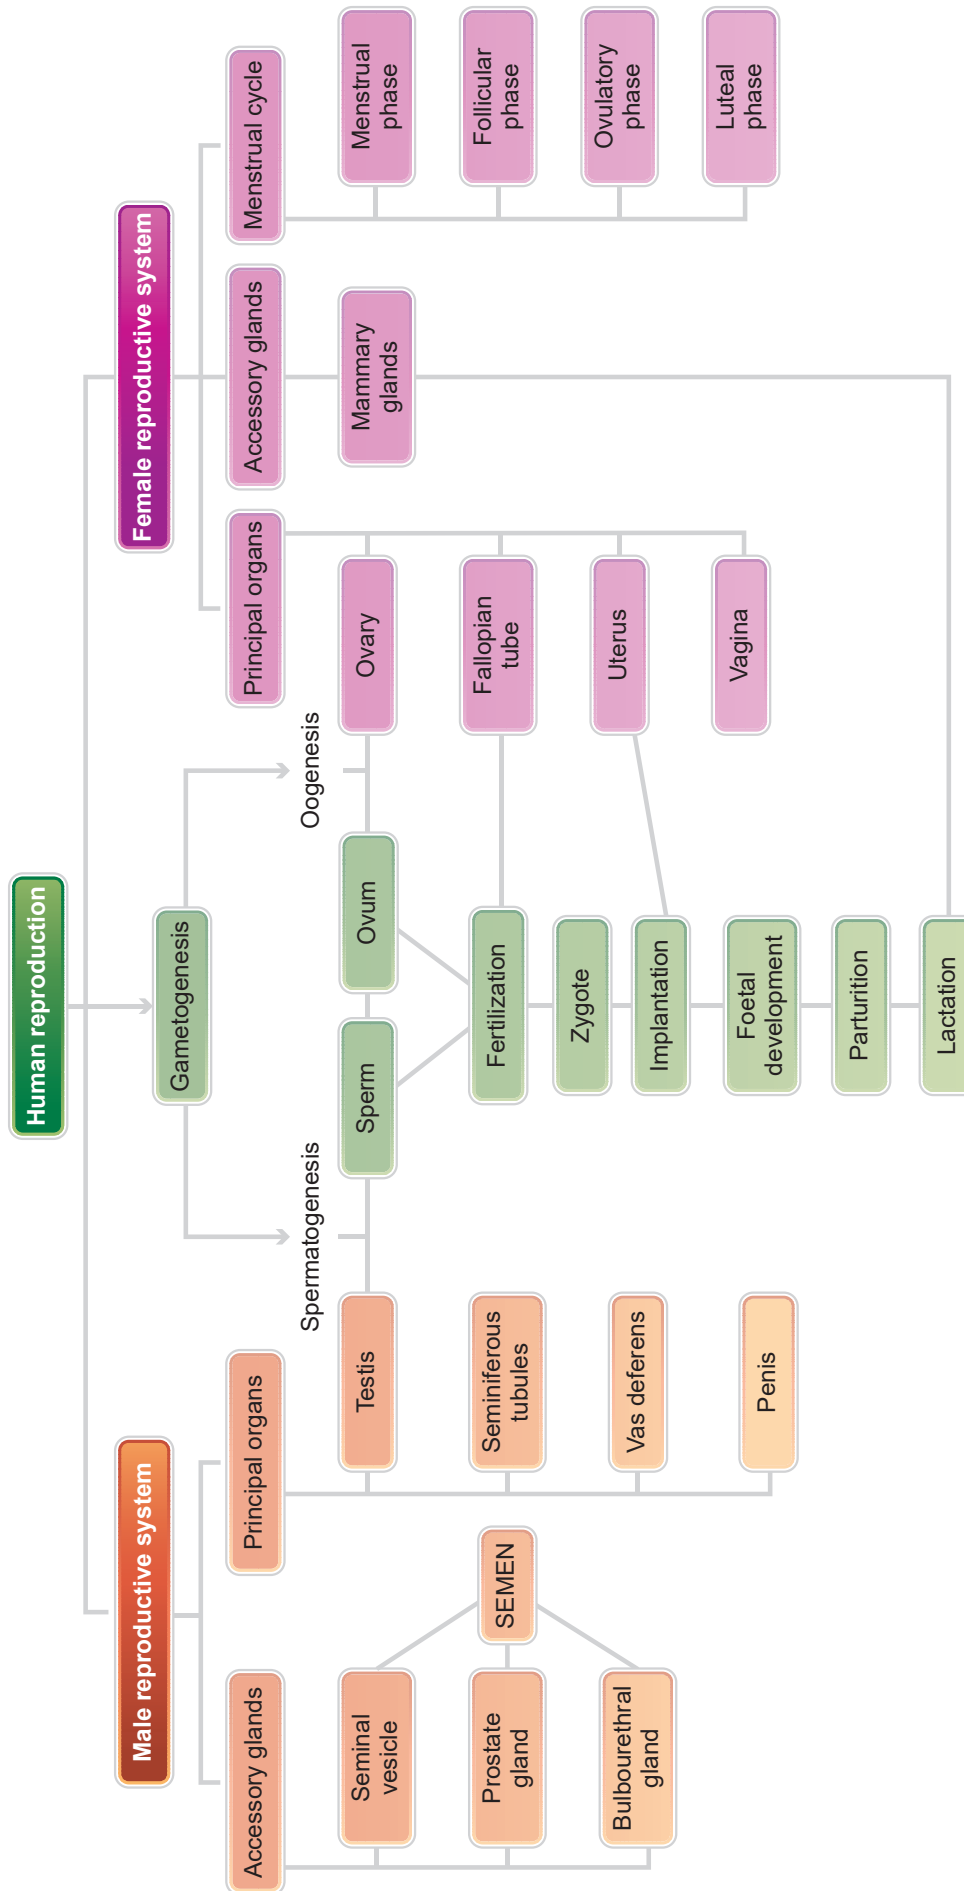 Human reproduction
Male reproductive system
Female reproductive system
Gametogenesis
Accessory glands
Principal organs
Principal organs
Accessory glands
Menstrual cycle
Spermatogenesis
Oogenesis
Seminal
vesicle
Testis
Sperm
Ovum
Ovary
Mammary
glands
Menstrual
phase
Prostate
gland
SEMEN
Seminiferous
tubules
Fertilization
Fallopian
tube
Follicular
phase
Zygote
Bulbourethral
gland
Vas deferens
Implantation
Uterus
Ovulatory
phase
Penis
Foetal
development
Vagina
Luteal
phase
Parturition
Lactation